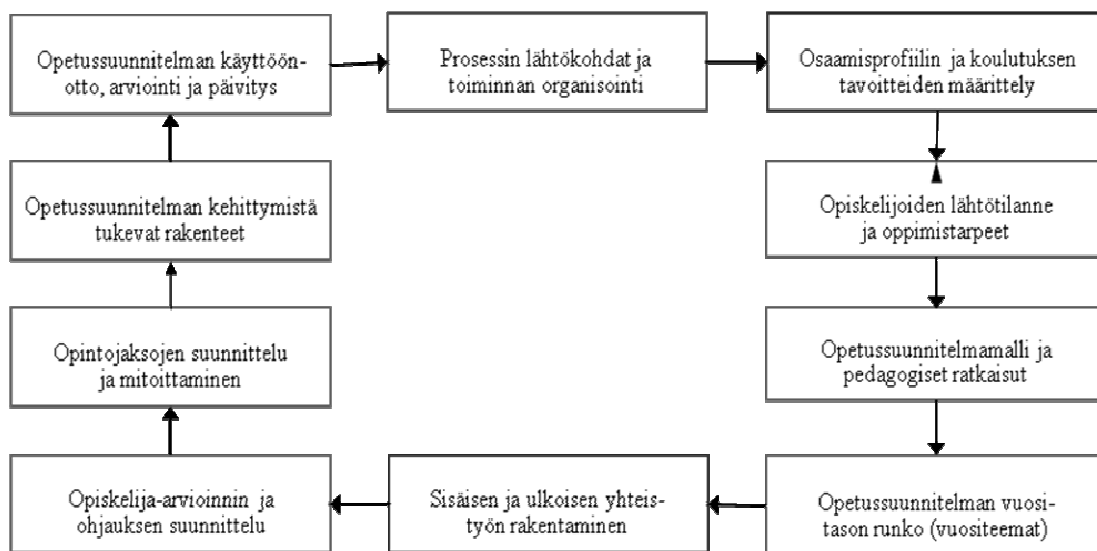 Opetussuunnitelman käyttöön-
otto, arviointi ja päivitys
Prosessin lähtökohdat ja
toiminnan organisointi
Osaamisprofiilin ja koulutuksen
tavoitteiden määrittely
Opiskelijoiden lähtötilanne
ja oppimistarpeet
Opetussuunnitelmamalli ja
pedagogiset ratkaisut
Opetussuunnitelman vuosi-
tason runko (vuositeemat)
Sisäisen ja ulkoisen yhteis-
työn rakentaminen
Opiskelija-arvioinnin ja
ohjauksen suunnittelu
Opintojaksojen suunnittelu
ja mitoittaminen
Opetussuunnitelman kehittymistä
tukevat rakenteet